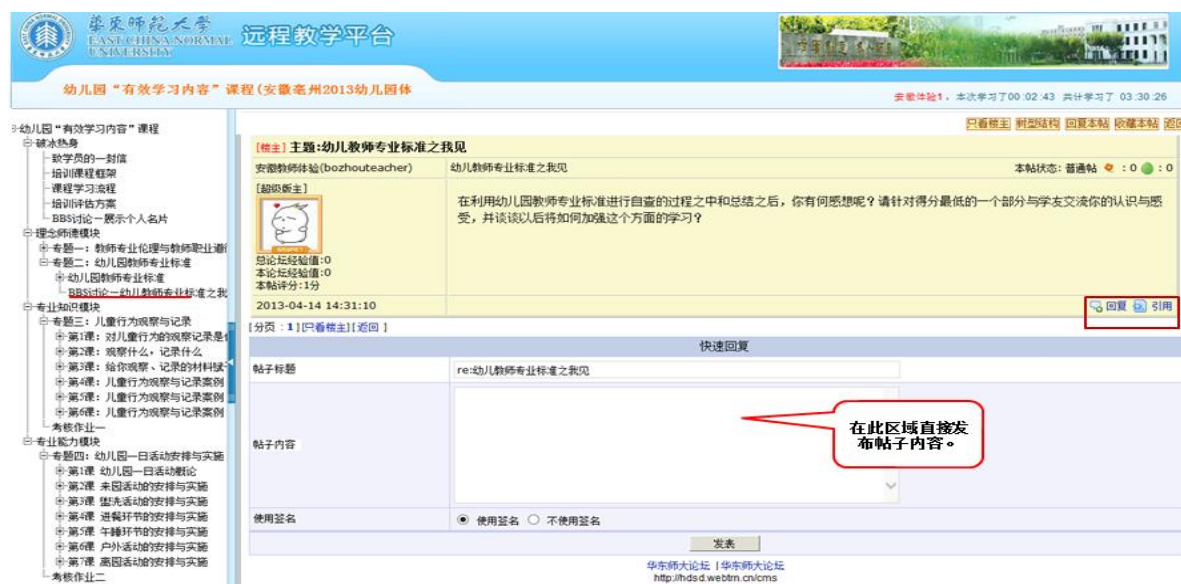 華東師範大学
EAST CHINA NORMAL
UNIVERSITY
远程教学平台
幼儿园“有效学习内容”课程(安徽亳州2013幼儿园体
安徽体验1，本次学习了00:02:43 共计学习了 03:30:26
只看楼主 树型结构 回复本帖 收藏本帖 返回
幼儿园“有效学习内容”课程
破冰热身
致学员的一封信
培训课程框架
课程学习流程
培训评估方案
BBS讨论－展示个人名片
理念师德模块
专题一：教师专业伦理与教师职业道
专题二：幼儿园教师专业标准
幼儿园教师专业标准
BBS讨论－幼儿教师专业标准之我
专业知识模块
专题三：儿童行为观察与记录
第1课：对儿童行为的观察记录是
第2课：观察什么，记录什么
第3课：给你观察、记录的材料赋
第4课：儿童行为观察与记录案例
第5课：儿童行为观察与记录案例
第6课：儿童行为观察与记录案例
考核作业一
专业能力模块
专题四：幼儿园一日活动安排与实施
第1课 幼儿园一日活动概论
第2课 来园活动的安排与实施
第3课 盥洗活动的安排与实施
第4课 进餐环节的安排与实施
第5课 午睡环节的安排与实施
第6课 户外活动的安排与实施
第7课 离园活动的安排与实施
考核作业二
[楼主] 主题:幼儿教师专业标准之我见
安徽教师体验(bozhouteacher) 幼儿教师专业标准之我见 本帖状态: 普通帖 : 0 : 0
[超级版主]
在利用幼儿园教师专业标准进行自查的过程之中和总结之后，你有何感想呢？请针对得分最低的一个部分与学友交流你的认识与感
受，并谈谈以后将如何加强这个方面的学习？
总论坛经验值:0
本论坛经验值:0
本帖评分:1分
2013-04-14 14:31:10 回复 引用
[分页 : 1 ][只看楼主][返回 ]
快速回复
帖子标题 re:幼儿教师专业标准之我见
在此区域直接发
布帖子内容。
帖子内容
使用签名 使用签名 不使用签名
发表
华东师大论坛 | 华东师大论坛
http://hdsd.webtrn.cn/cms